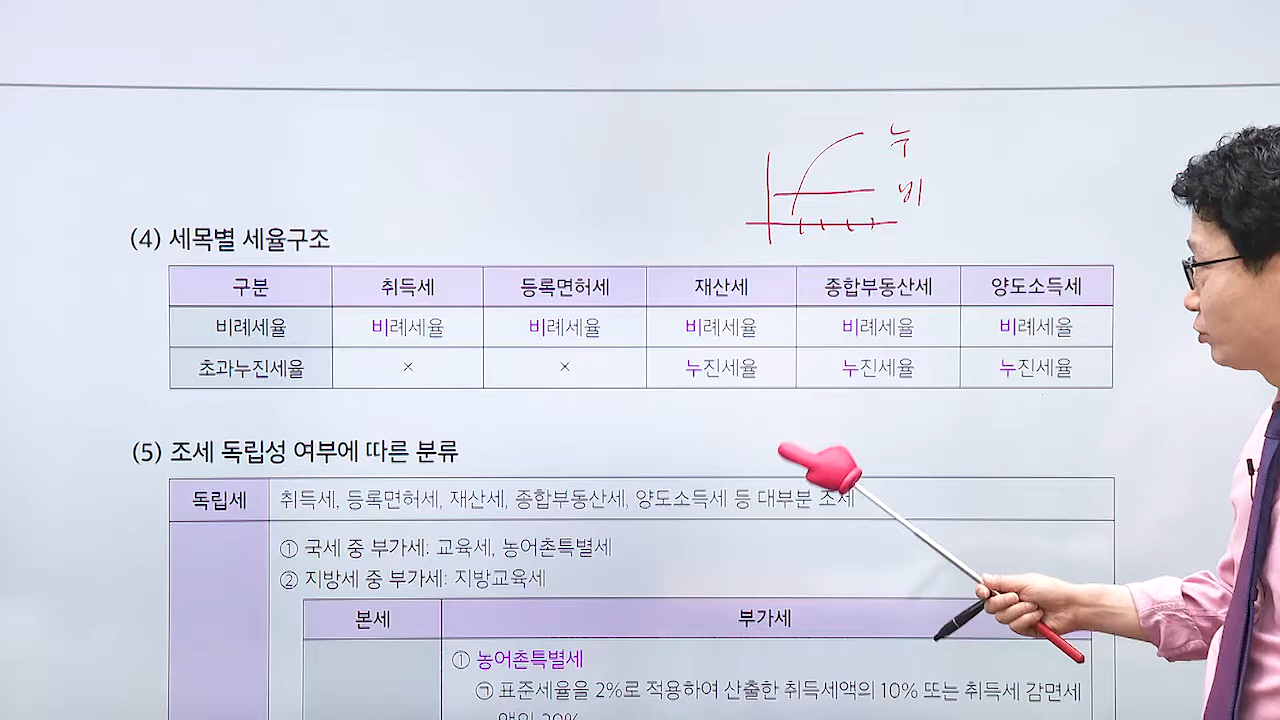 누
비
(4) 세목별 세율구조
구분 취득세 등록면허세 재산세 종합부동산세 양도소득세
비례세율 비례세율 비례세율 비례세율 비례세율 비례세율
초과누진세율 × × 누진세율 누진세율 누진세율
(5) 조세 독립성 여부에 따른 분류
독립세 취득세, 등록면허세, 재산세, 종합부동산세, 양도소득세 등 대부분 조세
① 국세 중 부가세: 교육세, 농어촌특별세
② 지방세 중 부가세: 지방교육세
본세 부가세
① 농어촌특별세
㉠ 표준세율을 2%로 적용하여 산출한 취득세액의 10% 또는 취득세 감면세
액의 20%